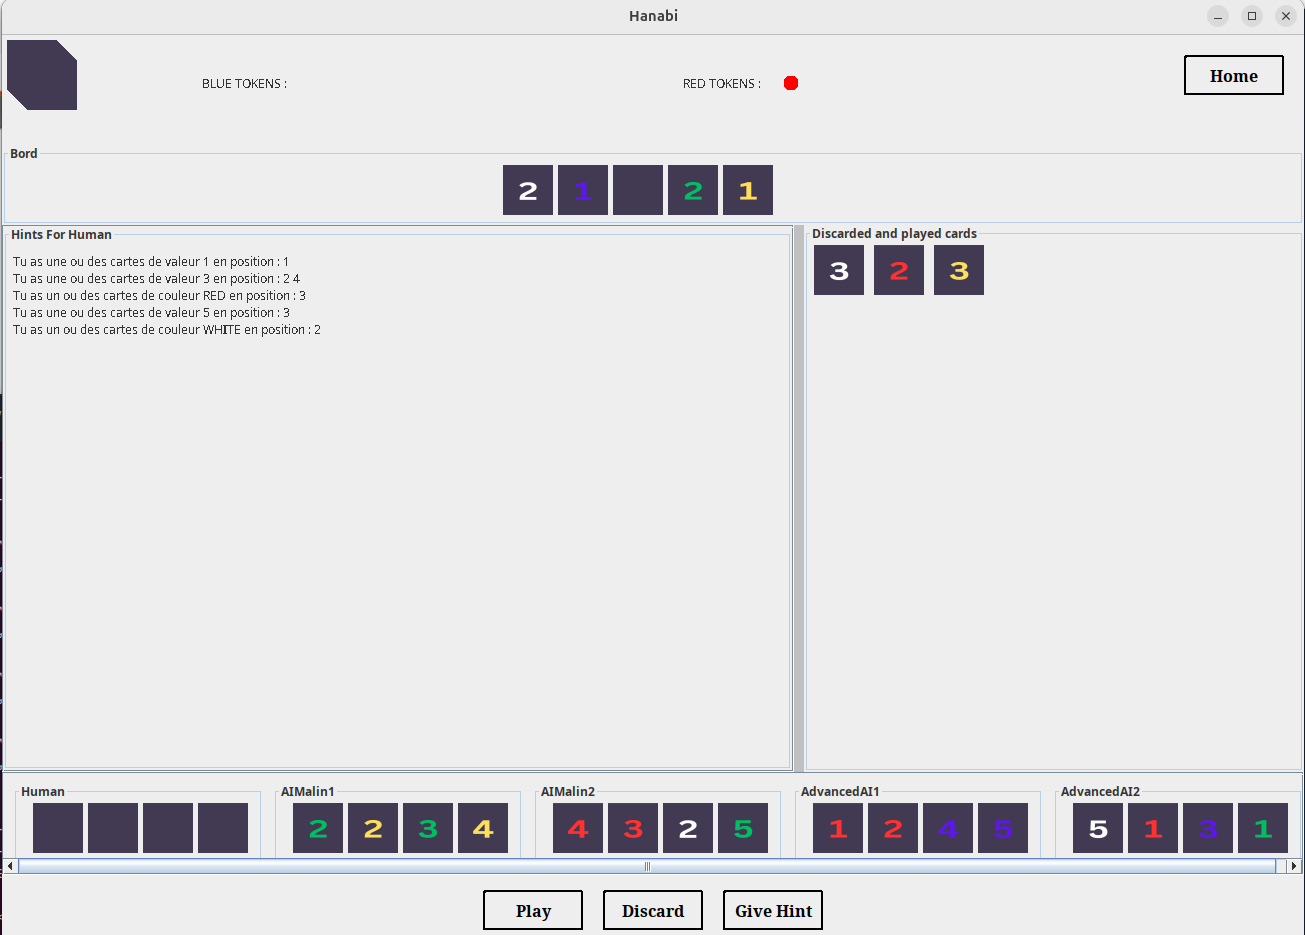 Hanabi
BLUE TOKENS :
RED TOKENS :
Home
Bord
2 1 2 1
Hints For Human
Tu as une ou des cartes de valeur 1 en position : 1
Tu as une ou des cartes de valeur 3 en position : 2 4
Tu as un ou des cartes de couleur RED en position : 3
Tu as une ou des cartes de valeur 5 en position : 3
Tu as un ou des cartes de couleur WHITE en position : 2
Discarded and played cards
3 2 3
Human
AIMalin1
2 2 3 4
AIMalin2
4 3 2 5
AdvancedAI1
1 2 4 5
AdvancedAI2
5 1 3 1
Play
Discard
Give Hint